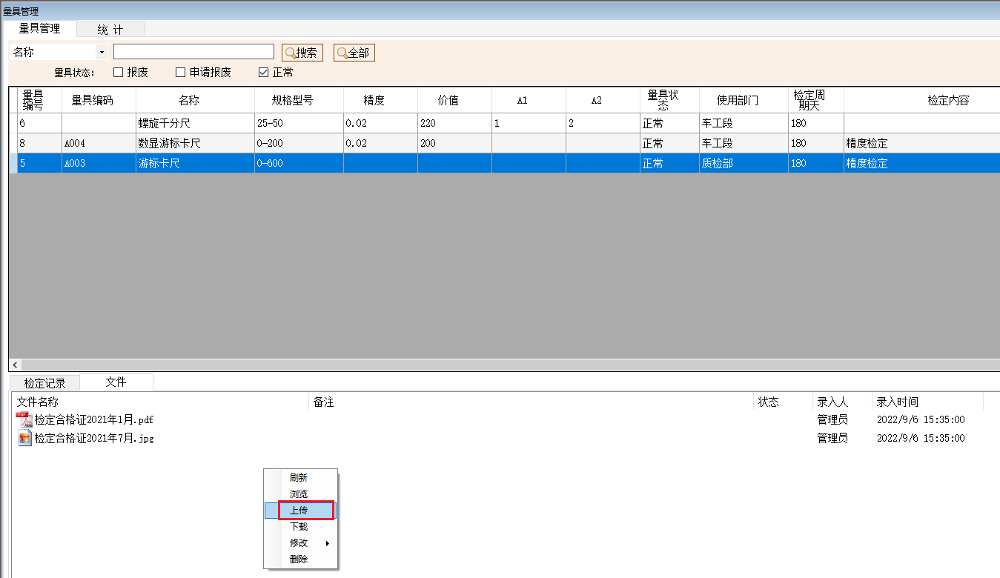 量具管理
量具管理 统 计
名称 搜索 全部
量具状态: 报废 申请报废 正常
量具编号 量具编码 名称 规格型号 精度 价值 A1 A2 量具状态 使用部门 检定周期天 检定内容
6 螺旋千分尺 25-50 0.02 220 1 2 正常 车工段 180
8 A004 数显游标卡尺 0-200 0.02 200 正常 车工段 180 精度检定
5 A003 游标卡尺 0-600 正常 质检部 180 精度检定
检定记录 文件
文件名称 备注 状态 录入人 录入时间
检定合格证2021年1月.pdf 管理员 2022/9/6 15:35:00
检定合格证2021年7月.jpg 管理员 2022/9/6 15:35:00
刷新
浏览
上传
下载
修改
删除